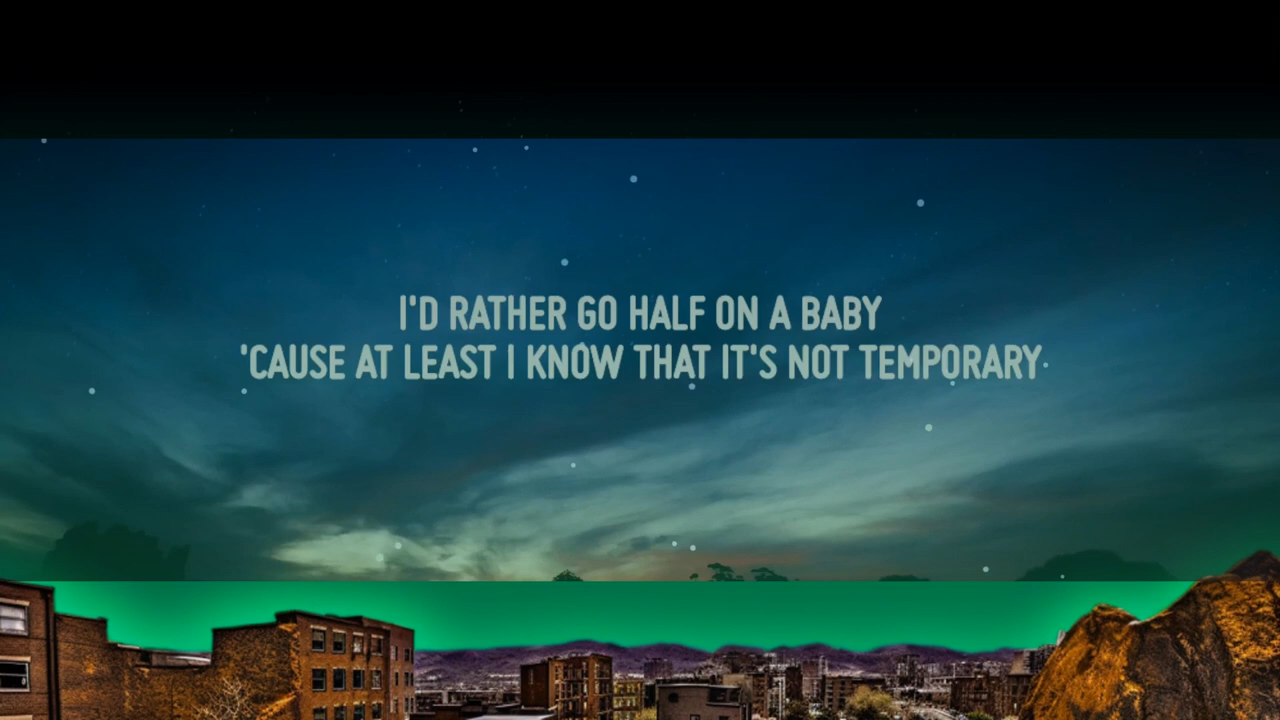 I'D RATHER GO HALF ON A BABY
'CAUSE AT LEAST I KNOW THAT IT'S NOT TEMPORARY